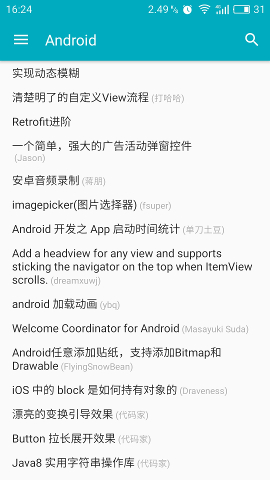 16:24 2.49 K/s 4G 31
Android
实现动态模糊
清楚明了的自定义View流程 (打哈哈)
Retrofit进阶
一个简单，强大的广告活动弹窗控件
(Jason)
安卓音频录制 (蒋朋)
imagepicker(图片选择器) (fsuper)
Android 开发之 App 启动时间统计 (单刀土豆)
Add a headview for any view and supports
sticking the navigator on the top when ItemView
scrolls. (dreamxuwj)
android 加载动画 (ybq)
Welcome Coordinator for Android (Masayuki Suda)
Android任意添加贴纸，支持添加Bitmap和
Drawable (FlyingSnowBean)
iOS 中的 block 是如何持有对象的 (Draveness)
漂亮的变换引导效果 (代码家)
Button 拉长展开效果 (代码家)
Java8 实用字符串操作库 (代码家)